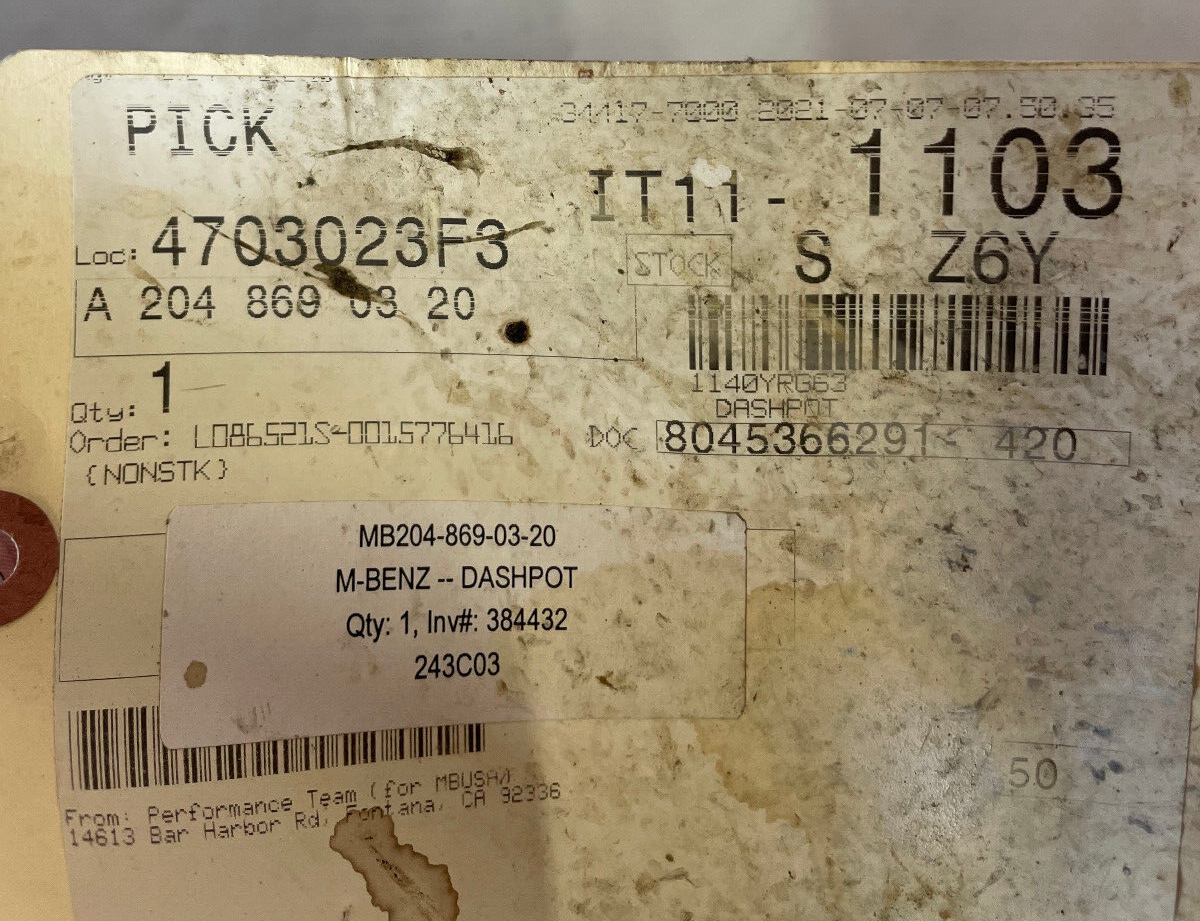 PICK
34417-7000 2021-07-07-07.50.35
IT11- 1103
Loc: 4703023F3
STOCK S Z6Y
A 204 869 03 20
1140YRG63
DASHPOT
Qty: 1
Order: L086521S-0015776416
DOC 8045366291- 420
(NONSTK)
MB204-869-03-20
M-BENZ -- DASHPOT
Qty: 1, Inv#: 384432
243C03
50
From: Performance Team (for MBUSA)
14613 Bar Harbor Rd, Fontana, CA 92336